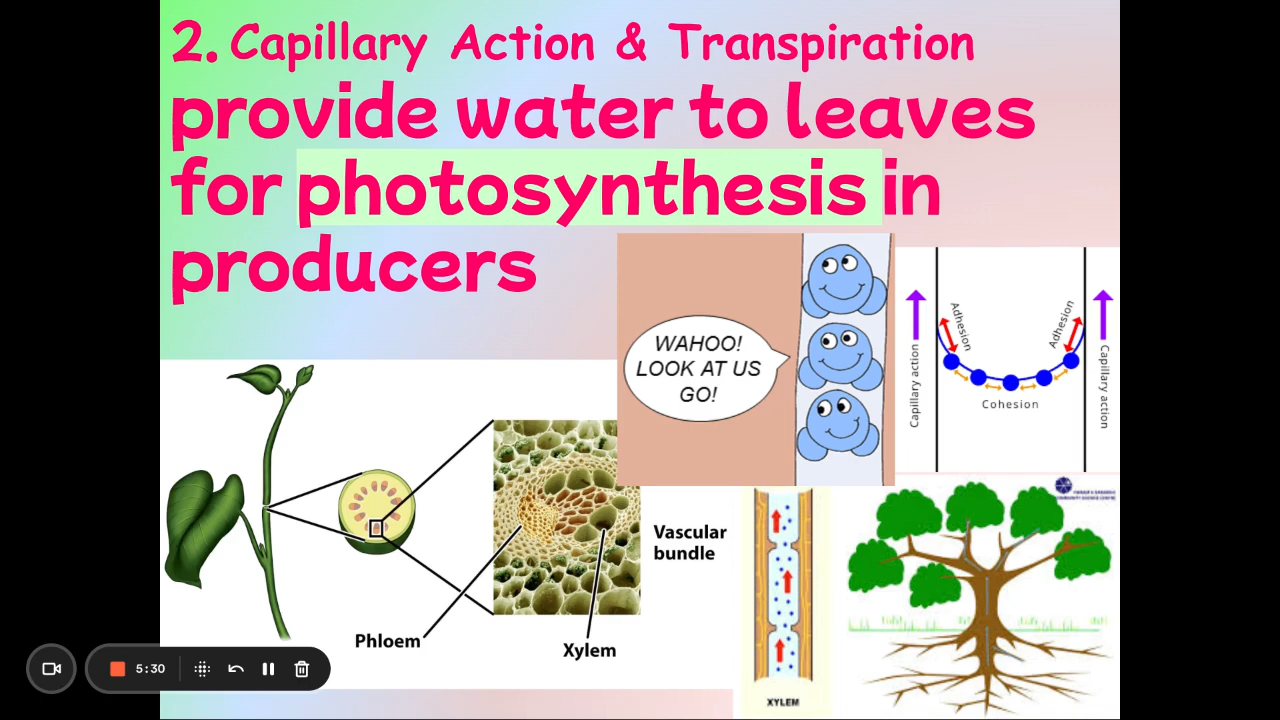 2. Capillary Action & Transpiration
provide water to leaves
for photosynthesis in
producers
WAHOO!
LOOK AT US
GO!
Adhesion
Adhesion
Capillary action
Capillary action
Cohesion
Vascular
bundle
Phloem
Xylem
XYLEM
5:30